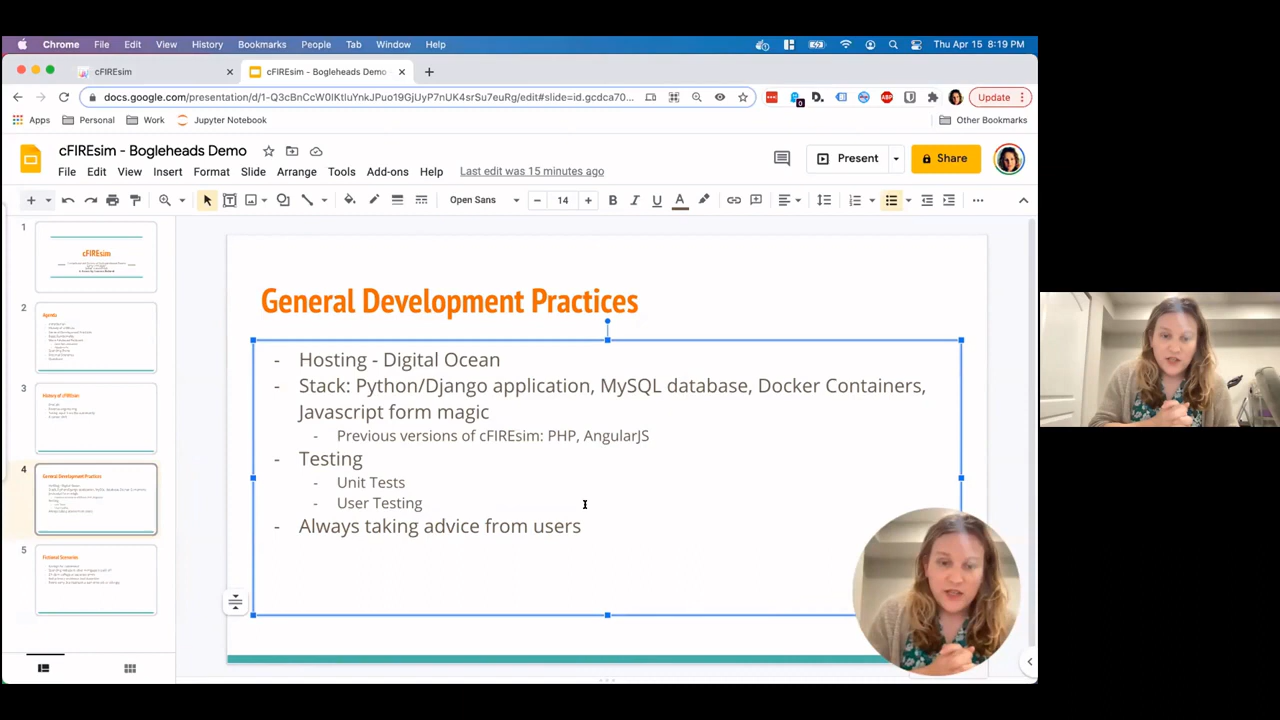 Chrome File Edit View History Bookmarks People Tab Window Help Thu Apr 15 8:19 PM
cFIREsim cFIREsim - Bogleheads Demo
docs.google.com/presentation/d/1-Q3cBnCcW0IKtIuYnkJPuo19GjUyP7nUK4srSu7euRg/edit#slide=id.gcdca70... Update
Apps Personal Work Jupyter Notebook Other Bookmarks
cFIREsim - Bogleheads Demo
Present
Share
File Edit View Insert Format Slide Arrange Tools Add-ons Help Last edit was 15 minutes ago
Open Sans 14
1
cFIREsim
2
Agenda
3
History of cFIREsim
4
General Development Practices
5
Fictional Scenarios
General Development Practices
- Hosting - Digital Ocean
- Stack: Python/Django application, MySQL database, Docker Containers,
Javascript form magic
- Previous versions of cFIREsim: PHP, AngularJS
- Testing
- Unit Tests
- User Testing
- Always taking advice from users